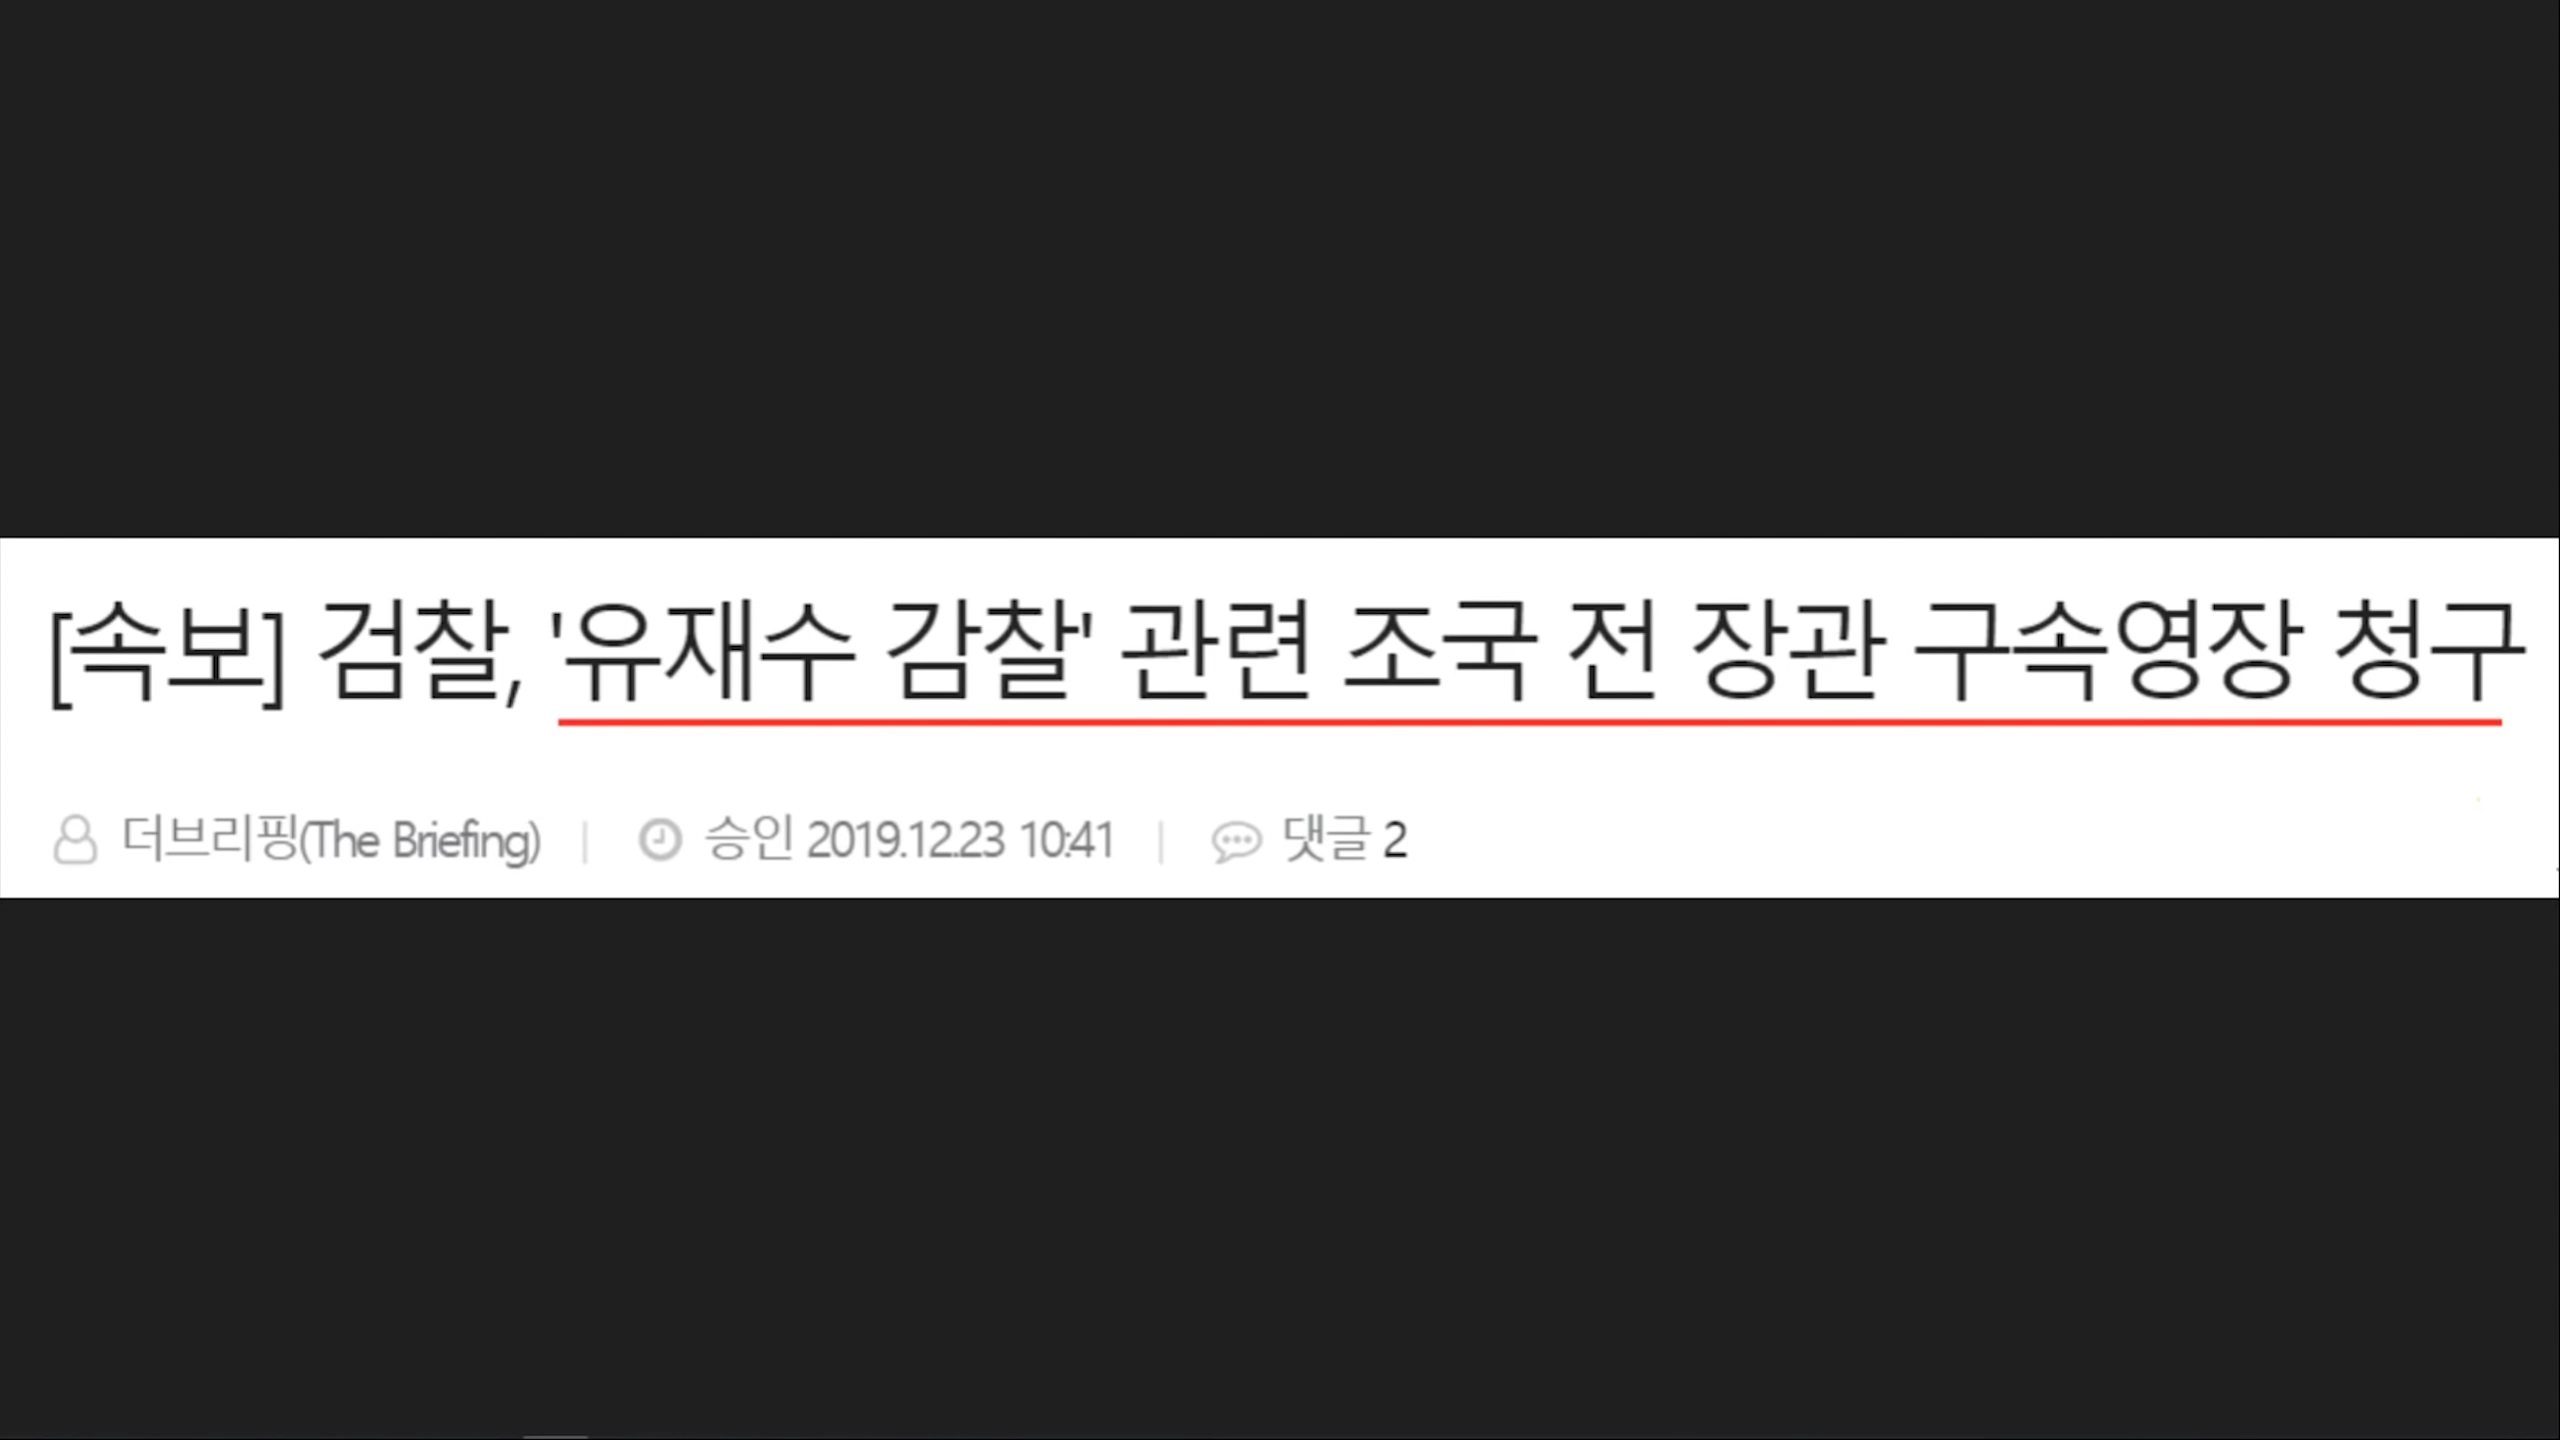 [속보] 검찰, '유재수 감찰' 관련 조국 전 장관 구속영장 청구
더브리핑(The Briefing) | 승인 2019.12.23 10:41 | 댓글 2